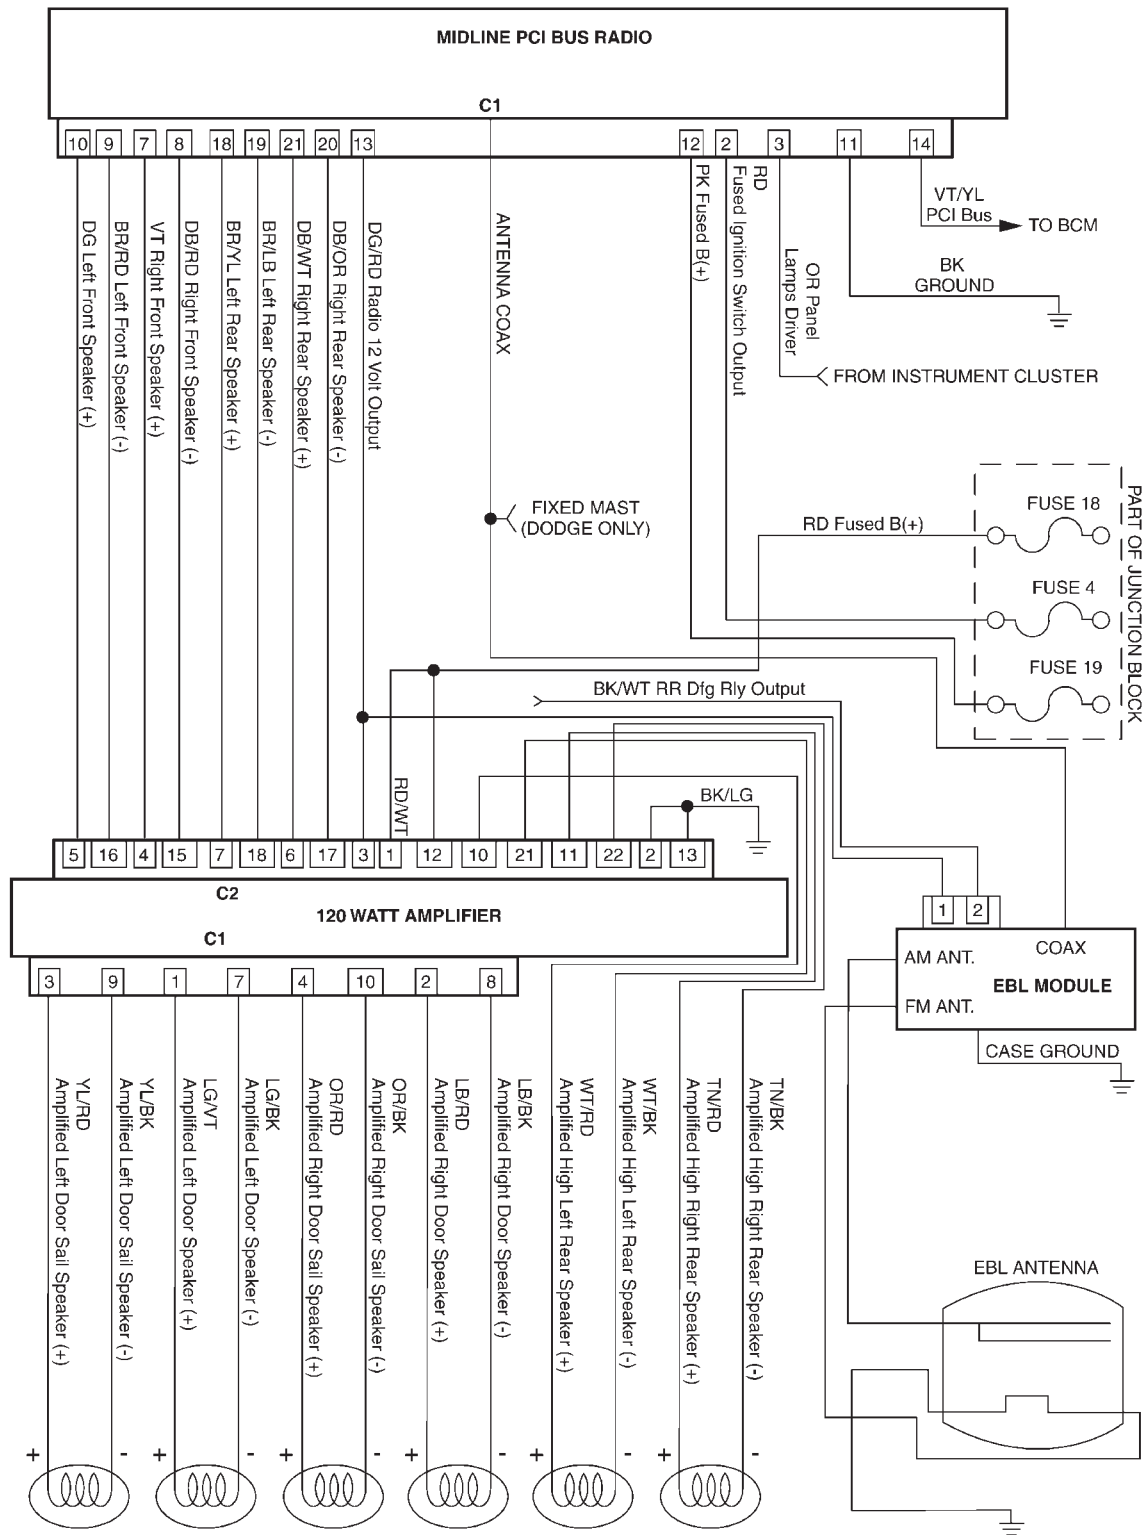 MIDLINE PCI BUS RADIO
C1
10 9 7 8 18 19 21 20 13 12 2 3 11 14
DG Left Front Speaker (+)
BR/RD Left Front Speaker (-)
VT Right Front Speaker (+)
DB/RD Right Front Speaker (-)
BR/YL Left Rear Speaker (+)
BR/LB Left Rear Speaker (-)
DB/WT Right Rear Speaker (+)
DB/OR Right Rear Speaker (-)
DG/RD Radio 12 Volt Output
ANTENNA COAX
PK Fused B(+)
RD
Fused Ignition Switch Output
OR Panel
Lamps Driver
VT/YL
PCI Bus
TO BCM
BK
GROUND
FROM INSTRUMENT CLUSTER
FIXED MAST
(DODGE ONLY)
RD Fused B(+)
FUSE 18
FUSE 4
FUSE 19
PART OF JUNCTION BLOCK
BK/WT RR Dfg Rly Output
RD/WT
BK/LG
5 16 4 15 7 18 6 17 3 1 12 10 21 11 22 2 13
C2
120 WATT AMPLIFIER
C1
3 9 1 7 4 10 2 8
1 2
AM ANT.
COAX
EBL MODULE
FM ANT.
CASE GROUND
YL/RD
Amplified Left Door Sail Speaker (+)
YL/BK
Amplified Left Door Sail Speaker (-)
LG/VT
Amplified Left Door Speaker (+)
LG/BK
Amplified Left Door Speaker (-)
OR/RD
Amplified Right Door Sail Speaker (+)
OR/BK
Amplified Right Door Sail Speaker (-)
LB/RD
Amplified Right Door Speaker (+)
LB/BK
Amplified Right Door Speaker (-)
WT/RD
Amplified High Left Rear Speaker (+)
WT/BK
Amplified High Left Rear Speaker (-)
TN/RD
Amplified High Right Rear Speaker (+)
TN/BK
Amplified High Right Rear Speaker (-)
EBL ANTENNA
+ - + - + - + - + - + -